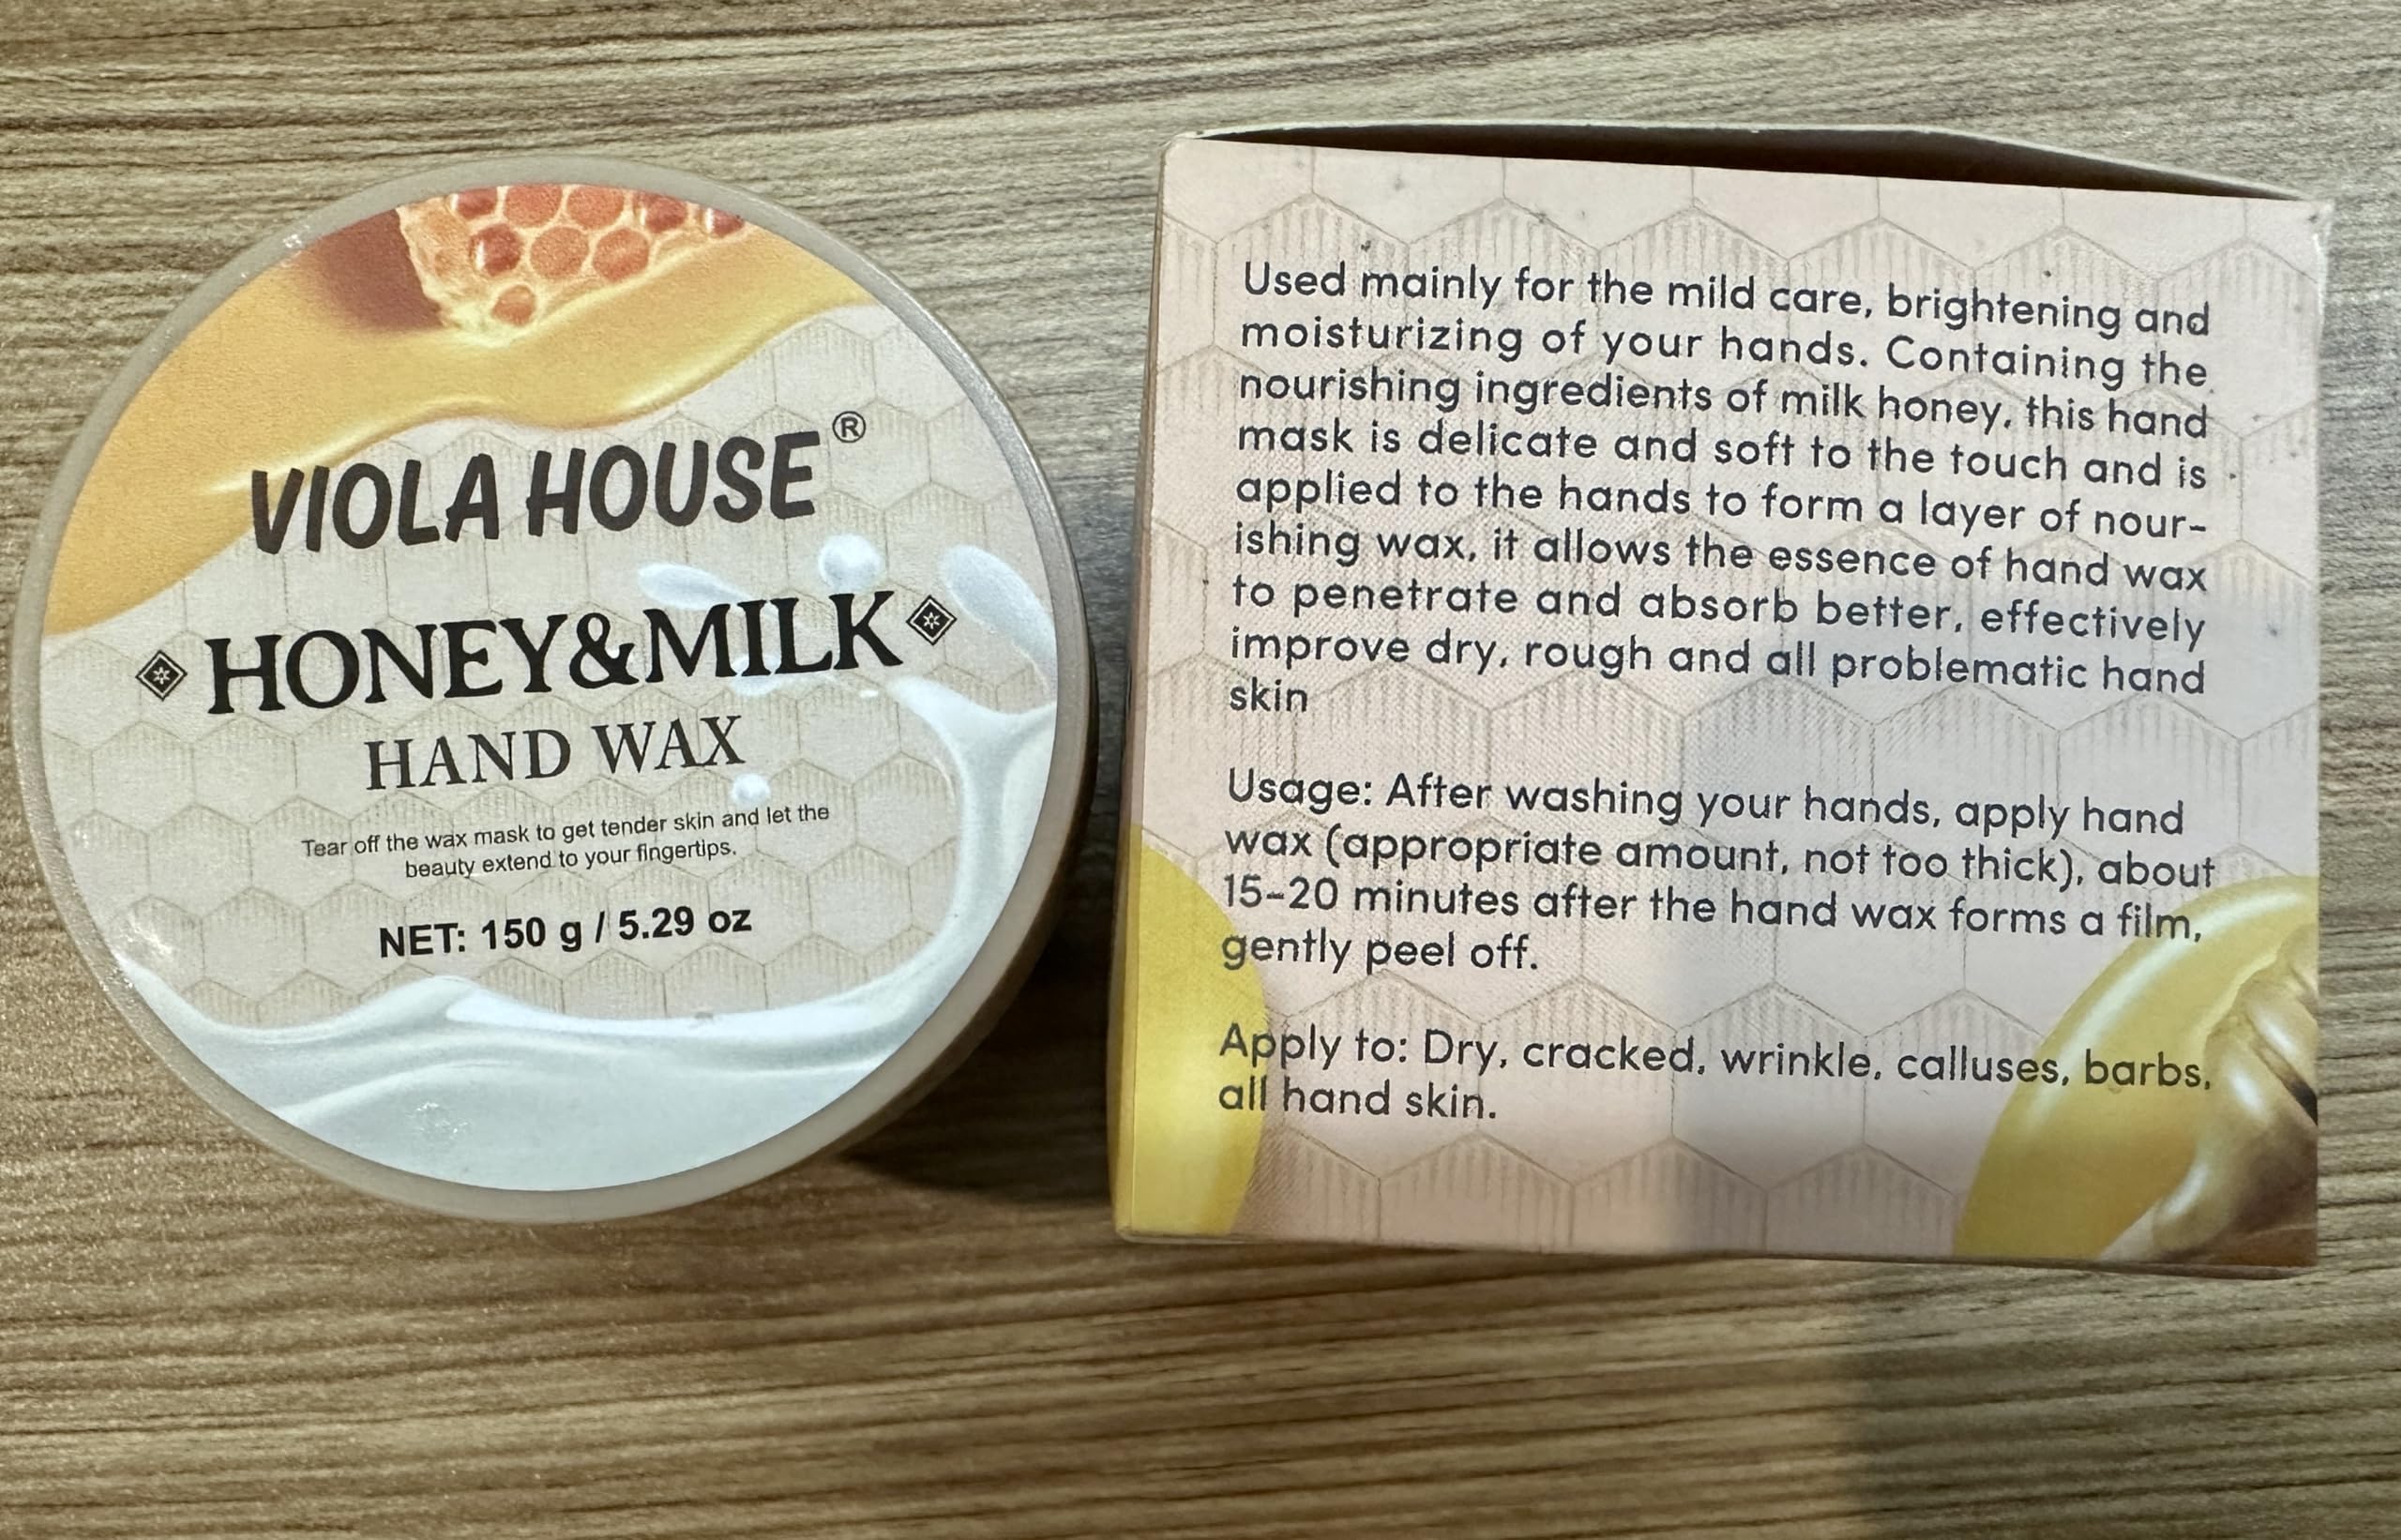 VIOLA HOUSE®
HONEY&MILK
HAND WAX
Tear off the wax mask to get tender skin and let the
beauty extend to your fingertips.
NET: 150 g / 5.29 oz
Used mainly for the mild care, brightening and
moisturizing of your hands. Containing the
nourishing ingredients of milk honey, this hand
mask is delicate and soft to the touch and is
applied to the hands to form a layer of nour-
ishing wax, it allows the essence of hand wax
to penetrate and absorb better, effectively
improve dry, rough and all problematic hand
skin
Usage: After washing your hands, apply hand
wax (appropriate amount, not too thick), about
15-20 minutes after the hand wax forms a film,
gently peel off.
Apply to: Dry, cracked, wrinkle, calluses, barbs,
all hand skin.